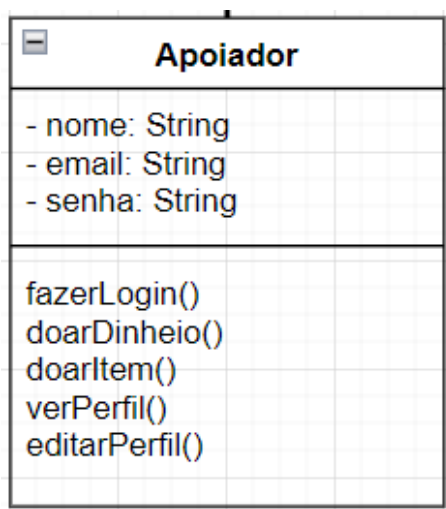 Apoiador
- nome: String
- email: String
- senha: String
fazerLogin()
doarDinheio()
doarItem()
verPerfil()
editarPerfil()